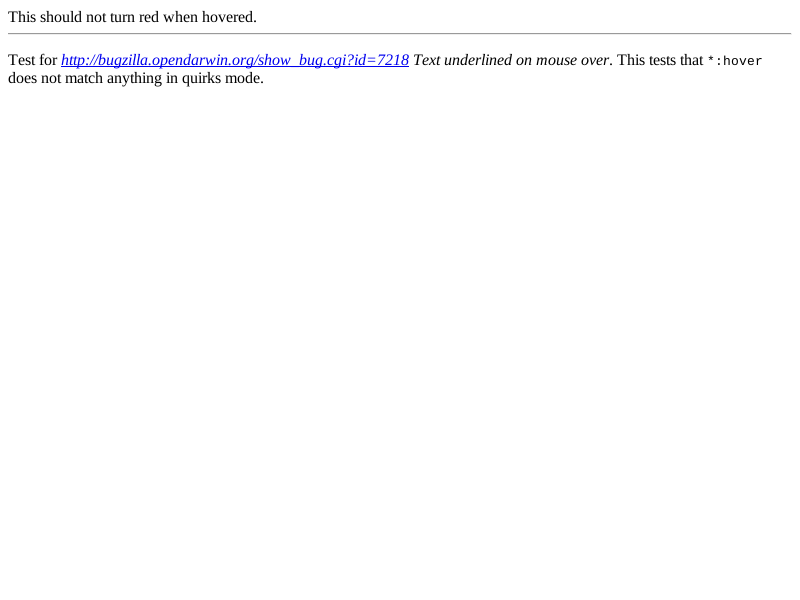 This should not turn red when hovered.
Test for http://bugzilla.opendarwin.org/show_bug.cgi?id=7218 Text underlined on mouse over. This tests that *:hover
does not match anything in quirks mode.